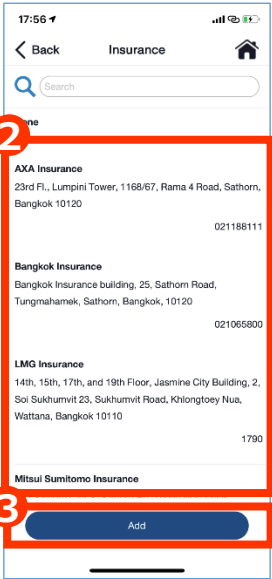 17:56
Back
Insurance
Search
2
AXA Insurance
23rd Fl., Lumpini Tower, 1168/67, Rama 4 Road, Sathorn,
Bangkok 10120
021188111
Bangkok Insurance
Bangkok Insurance building, 25, Sathorn Road,
Tungmahamek, Sathorn, Bangkok, 10120
021065800
LMG Insurance
14th, 15th, 17th, and 19th Floor, Jasmine City Building, 2,
Soi Sukhumvit 23, Sukhumvit Road, Khlongtoey Nua,
Wattana, Bangkok 10110
1790
Mitsui Sumitomo Insurance
3
Add